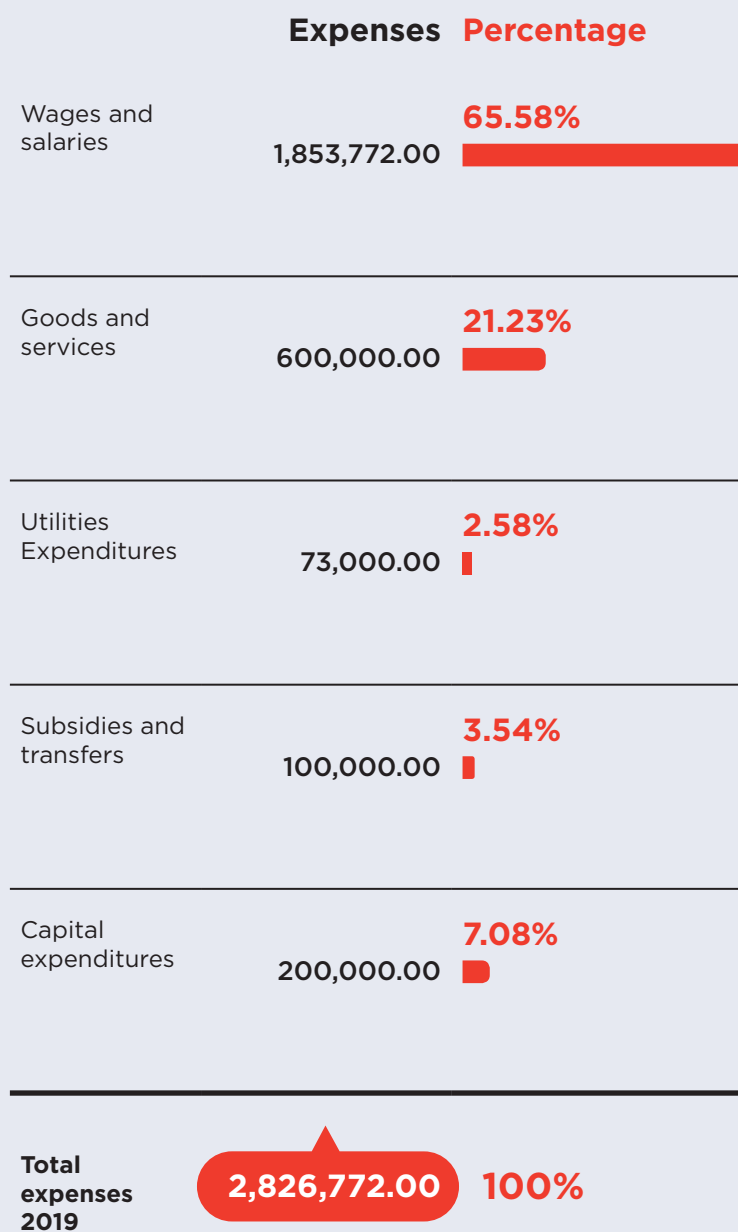 Expenses Percentage
Wages and
salaries
65.58%
1,853,772.00
Goods and
services
21.23%
600,000.00
Utilities
Expenditures
2.58%
73,000.00
Subsidies and
transfers
3.54%
100,000.00
Capital
expenditures
7.08%
200,000.00
Total
expenses
2019
2,826,772.00 100%